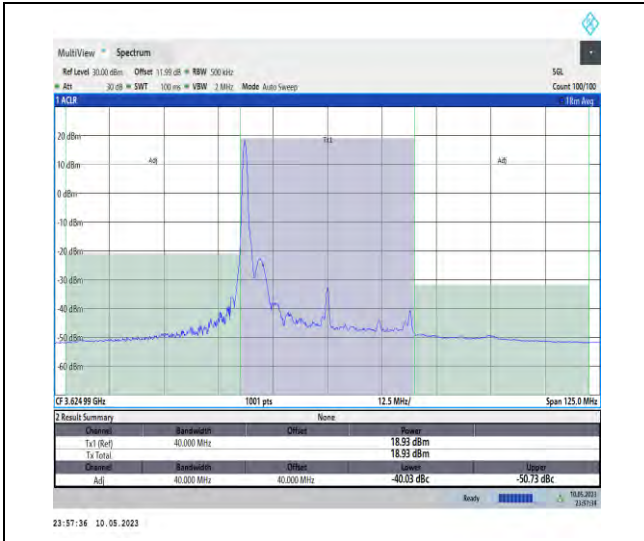 MultiView Spectrum
Ref Level 30.00 dBm Offset 11.99 dB RBW 500 kHz SGL
Att 30 dB SWT 100 ms VBW 2 MHz Mode Auto Sweep Count 100/100
1 ACLR 1Rm Avg
20 dBm
Tx1
Adj Adj
10 dBm
0 dBm
-10 dBm
-20 dBm
-30 dBm
-40 dBm
-50 dBm
-60 dBm
CF 3.62499 GHz 1001 pts 12.5 MHz/ Span 125.0 MHz
2 Result Summary None
Channel Bandwidth Offset Power
Tx1 (Ref) 40.000 MHz 18.93 dBm
Tx Total 18.93 dBm
Channel Bandwidth Offset Lower Upper
Adj 40.000 MHz 40.000 MHz -40.03 dBc -50.73 dBc
Ready 10.05.2023
23:57:36 10.05.2023